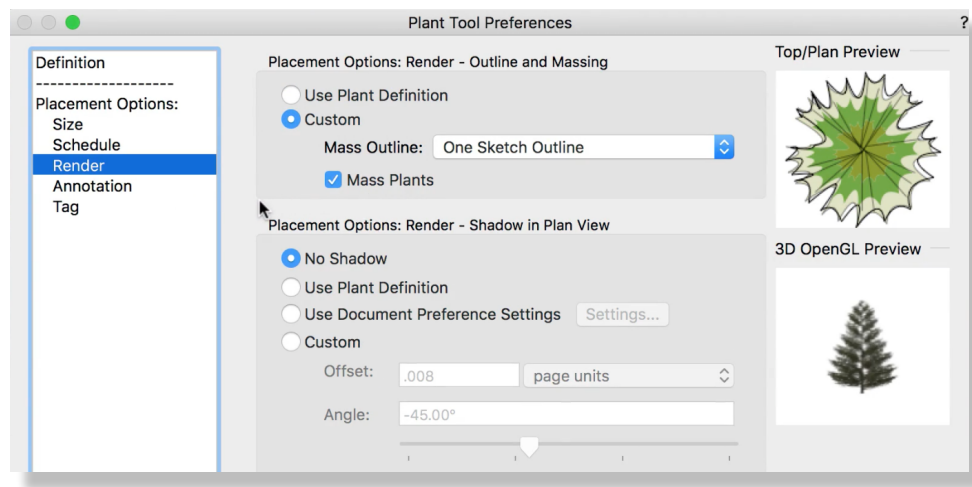 Plant Tool Preferences
?
Definition
--------------------
Placement Options:
Size
Schedule
Render
Annotation
Tag
Placement Options: Render - Outline and Massing
Use Plant Definition
Custom
Mass Outline: One Sketch Outline
Mass Plants
Placement Options: Render - Shadow in Plan View
No Shadow
Use Plant Definition
Use Document Preference Settings Settings...
Custom
Offset: .008 page units
Angle: -45.00°
Top/Plan Preview
3D OpenGL Preview